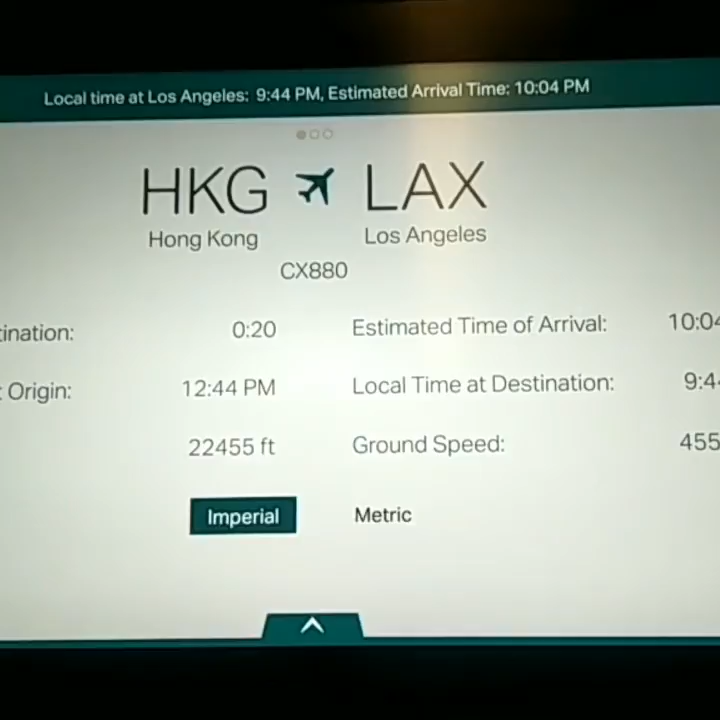 Local time at Los Angeles: 9:44 PM, Estimated Arrival Time: 10:04 PM
HKG LAX
Hong Kong Los Angeles
CX880
0:20 Estimated Time of Arrival:
Origin: 12:44 PM Local Time at Destination:
22455 ft Ground Speed: 455
Imperial Metric